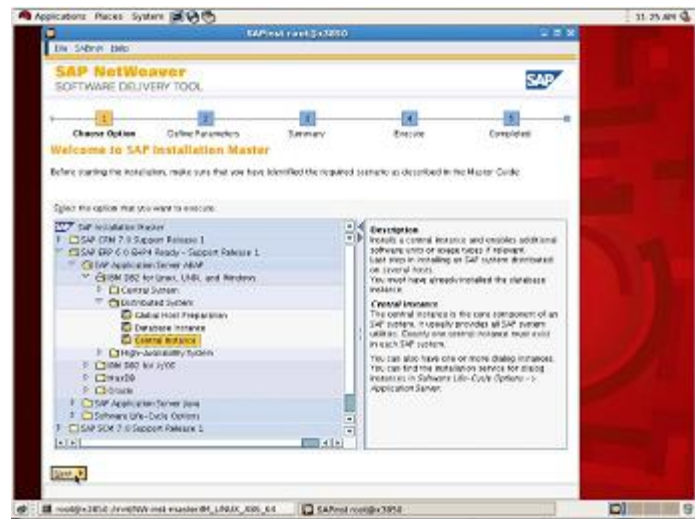 Applications Places System
11:25 AM
SAPinst root@x3850
File SAPinst Help
SAP NetWeaver
SOFTWARE DELIVERY TOOL
SAP
1 2 3 4 5
Choose Option Define Parameters Summary Execute Completed
Welcome to SAP Installation Master
Before starting the installation, make sure that you have identified the required scenario as described in the Master Guide
Select the option that you want to execute.
SAP Installation Master
SAP CRM 7.0 Support Release 1
SAP ERP 6.0 EhP4 Ready - Support Release 1
SAP Application Server ABAP
IBM DB2 for Linux, UNIX, and Windows
Central System
Distributed System
Global Host Preparation
Database Instance
Central Instance
High-Availability System
IBM DB2 for z/OS
MaxDB
Oracle
SAP Application Server Java
Software Life-Cycle Options
SAP SCM 7.0 Support Release 1
Description
Installs a central instance and enables additional
software units or usage types if relevant.
Last step in installing an SAP system distributed
on several hosts.
You must have already installed the database
instance.
Central Instance
The central instance is the core component of an
SAP system. It usually provides all SAP system
utilities. Exactly one central instance must exist
in each SAP system.
You can also have one or more dialog instances.
You can find the installation service for dialog
instances in Software Life-Cycle Options ->
Application Server.
Next
SAPinst root@x3850